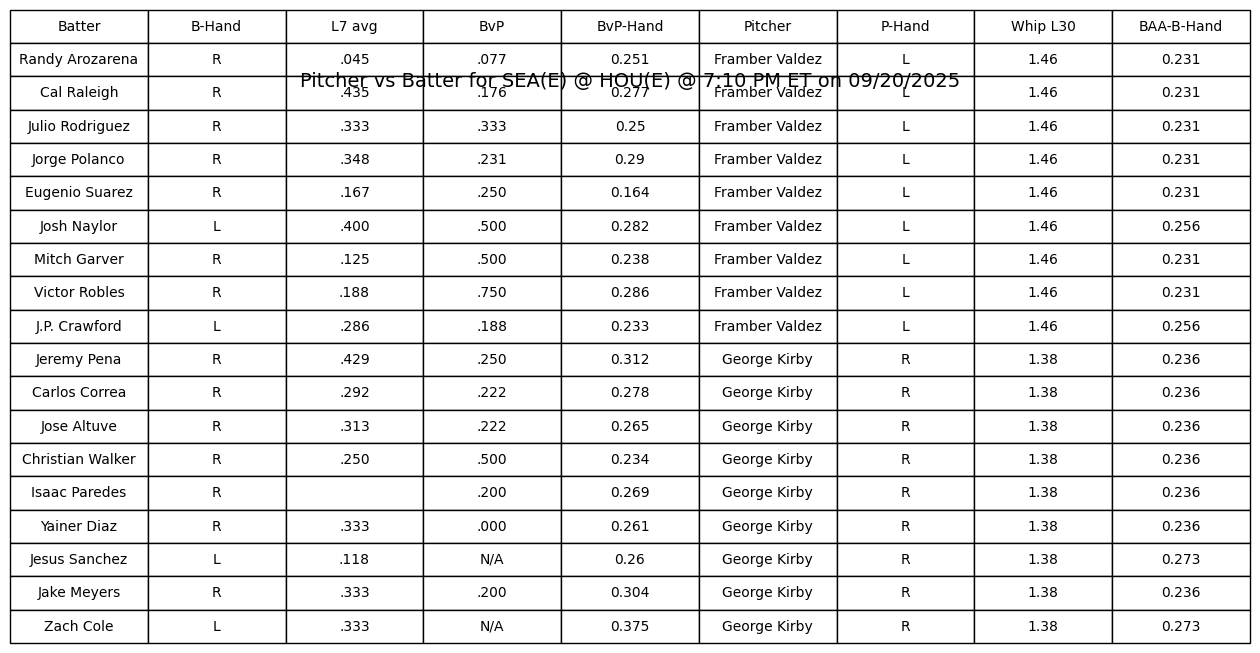 Batter B-Hand L7 avg BvP BvP-Hand Pitcher P-Hand Whip L30 BAA-B-Hand
Randy Arozarena R .045 .077 0.251 Framber Valdez L 1.46 0.231
Pitcher vs Batter for SEA(E) @ HOU(E) @ 7:10 PM ET on 09/20/2025
Cal Raleigh R .435 .176 0.277 Framber Valdez L 1.46 0.231
Julio Rodriguez R .333 .333 0.25 Framber Valdez L 1.46 0.231
Jorge Polanco R .348 .231 0.29 Framber Valdez L 1.46 0.231
Eugenio Suarez R .167 .250 0.164 Framber Valdez L 1.46 0.231
Josh Naylor L .400 .500 0.282 Framber Valdez L 1.46 0.256
Mitch Garver R .125 .500 0.238 Framber Valdez L 1.46 0.231
Victor Robles R .188 .750 0.286 Framber Valdez L 1.46 0.231
J.P. Crawford L .286 .188 0.233 Framber Valdez L 1.46 0.256
Jeremy Pena R .429 .250 0.312 George Kirby R 1.38 0.236
Carlos Correa R .292 .222 0.278 George Kirby R 1.38 0.236
Jose Altuve R .313 .222 0.265 George Kirby R 1.38 0.236
Christian Walker R .250 .500 0.234 George Kirby R 1.38 0.236
Isaac Paredes R .200 0.269 George Kirby R 1.38 0.236
Yainer Diaz R .333 .000 0.261 George Kirby R 1.38 0.236
Jesus Sanchez L .118 N/A 0.26 George Kirby R 1.38 0.273
Jake Meyers R .333 .200 0.304 George Kirby R 1.38 0.236
Zach Cole L .333 N/A 0.375 George Kirby R 1.38 0.273